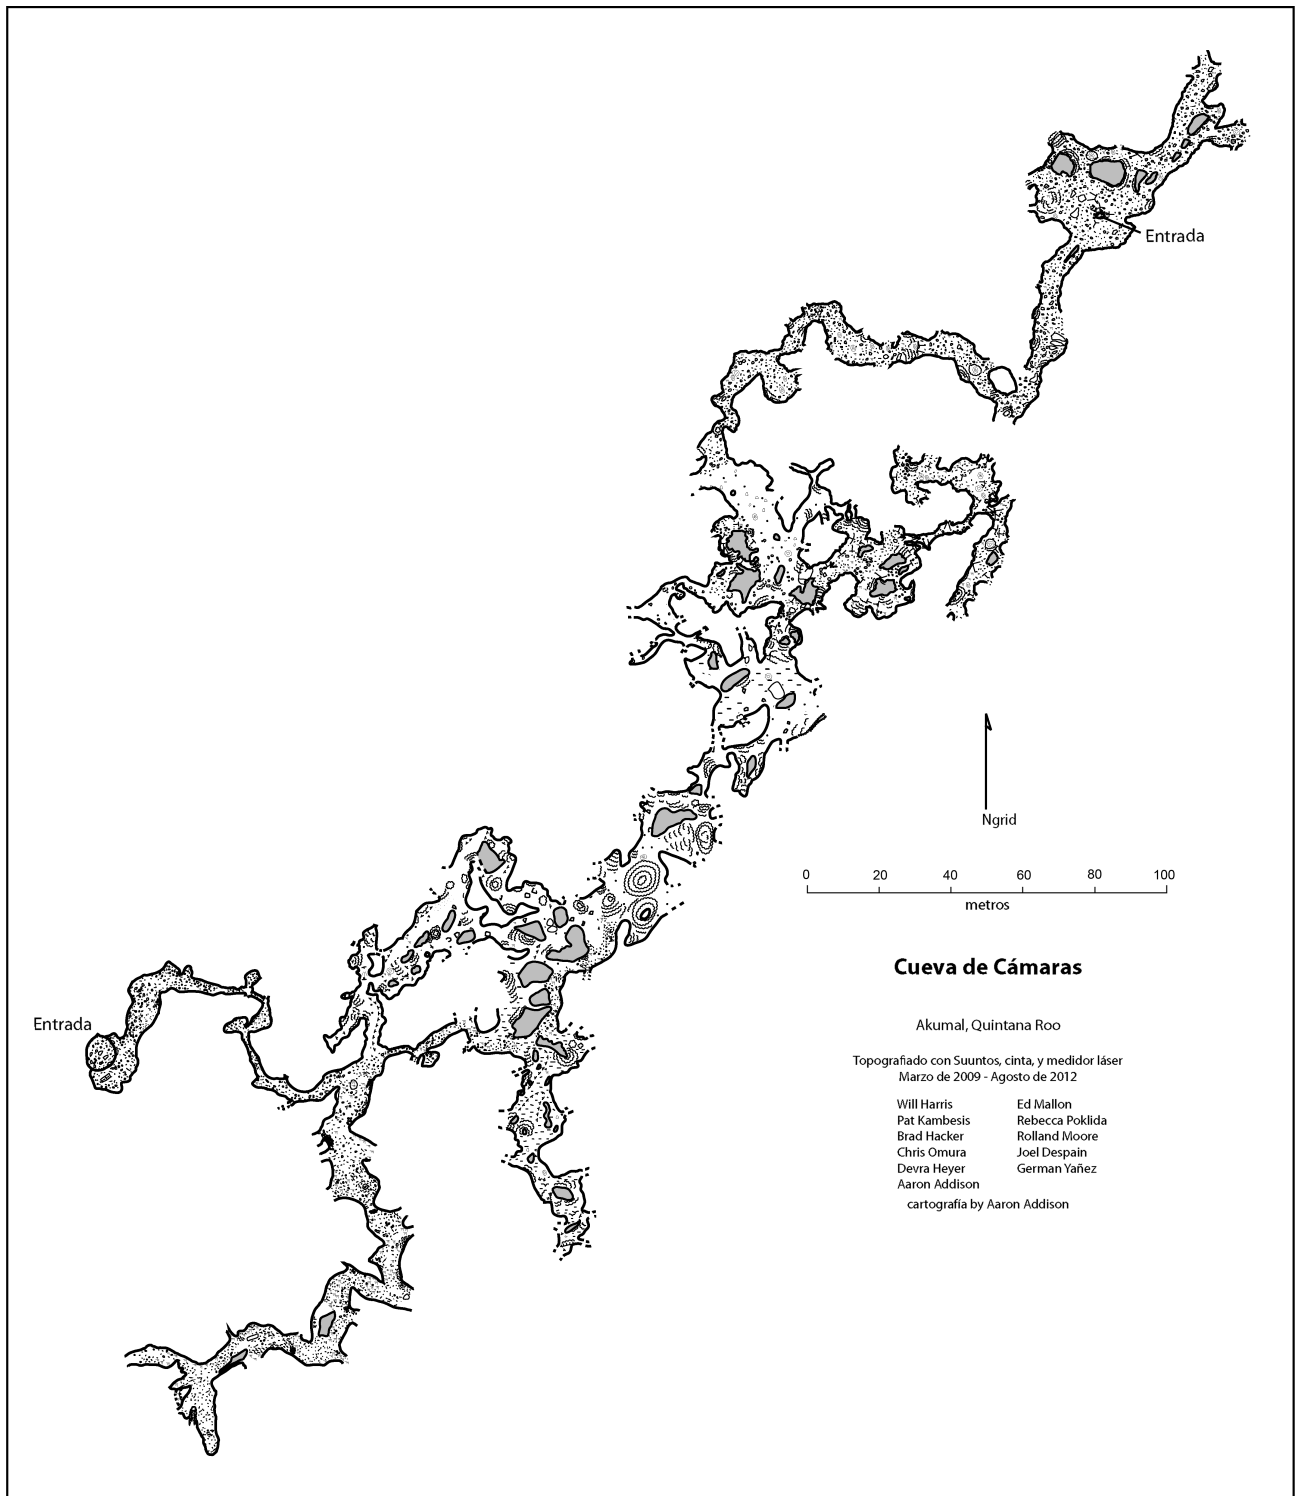 Entrada
Entrada
Ngrid
0 20 40 60 80 100
metros
Cueva de Cámaras
Akumal, Quintana Roo
Topografiado con Suuntos, cinta, y medidor láser
Marzo de 2009 - Agosto de 2012
Will Harris
Pat Kambesis
Brad Hacker
Chris Omura
Devra Heyer
Aaron Addison
Ed Mallon
Rebecca Poklida
Rolland Moore
Joel Despain
German Yañez
cartografía by Aaron Addison